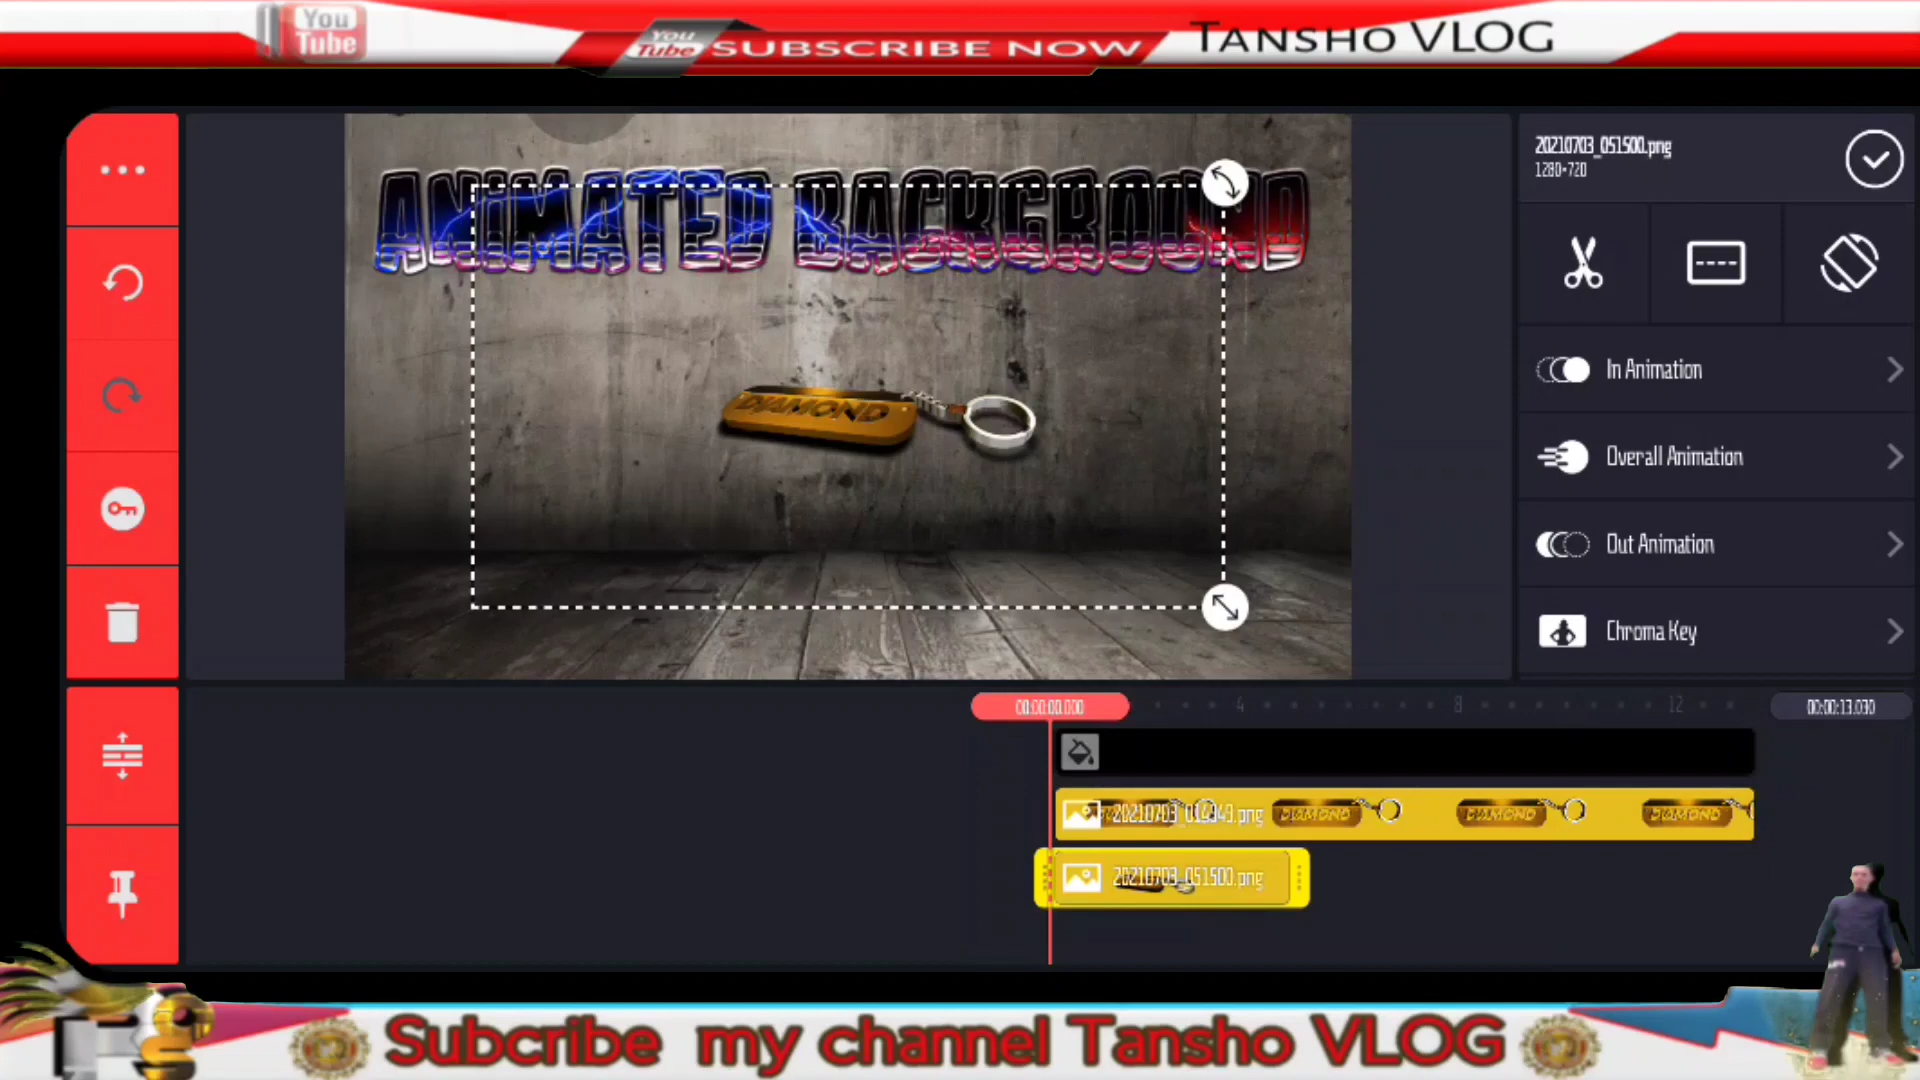 You Tube
You Tube SUBSCRIBE NOW
TANSHO VLOG
20210703_051500.png
1280×720
ANIMATED BACKGROUND
DIAMOND
In Animation
Overall Animation
Out Animation
Chroma Key
00:00:00.000
4
8
12
00:00:13.030
DIAMOND
DIAMOND
DIAMOND
20210703_051500.png
Subcribe my channel Tansho VLOG